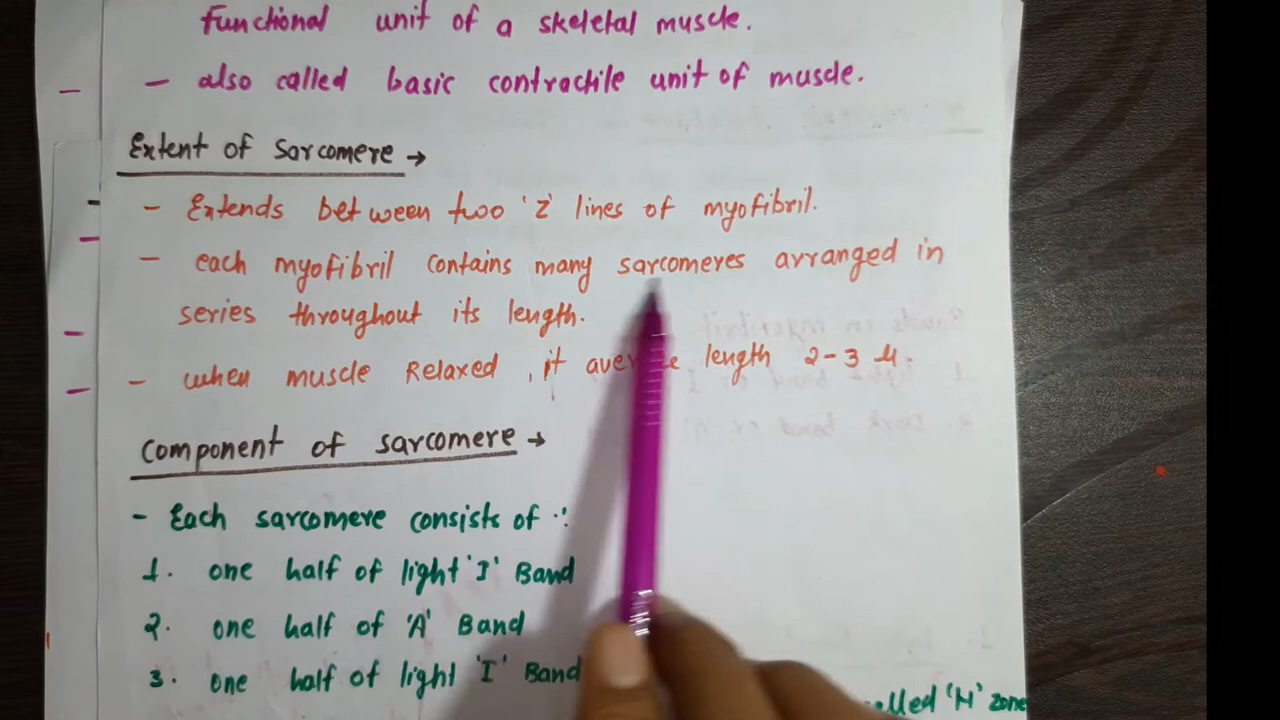 functional unit of a skeletal muscle.
- also called basic contractile unit of muscle.
Extent of sarcomere →
- Extends between two 'Z' lines of myofibril.
- each myofibril contains many sarcomeres arranged in
series throughout its length.
- when muscle Relaxed, it length 2-3 μ.
component of sarcomere →
- Each sarcomere consists of :
1. one half of light 'I' Band
2. one half of 'A' Band
3. one half of light 'I' Band
'H' zone